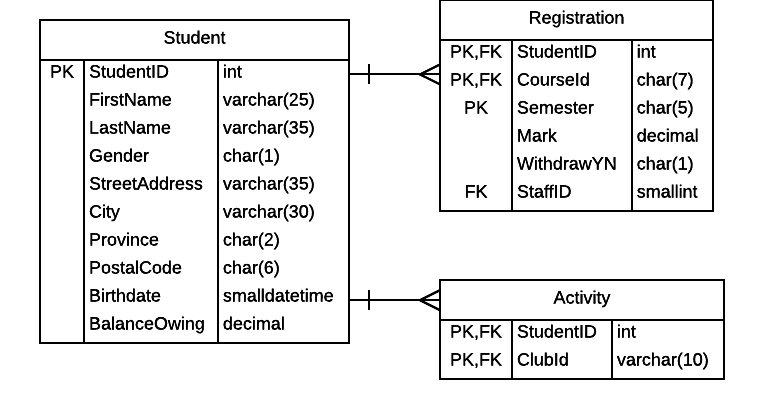 Student
PK StudentID int
FirstName varchar(25)
LastName varchar(35)
Gender char(1)
StreetAddress varchar(35)
City varchar(30)
Province char(2)
PostalCode char(6)
Birthdate smalldatetime
BalanceOwing decimal
Registration
PK,FK StudentID int
PK,FK CourseId char(7)
PK Semester char(5)
Mark decimal
WithdrawYN char(1)
FK StaffID smallint
Activity
PK,FK StudentID int
PK,FK ClubId varchar(10)